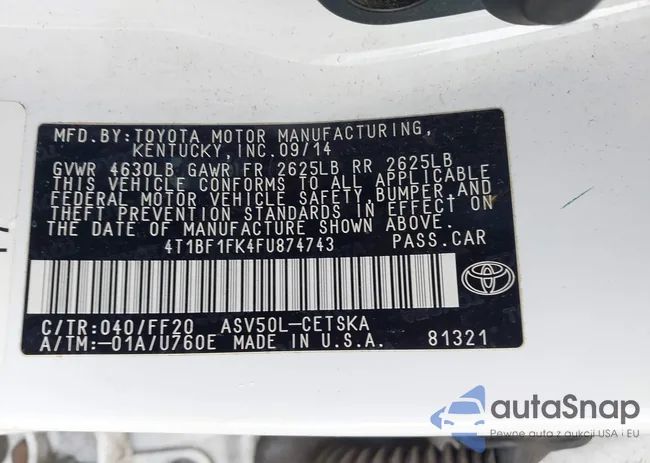 MFD.BY: TOYOTA MOTOR MANUFACTURING,
KENTUCKY, INC. 09/14
GVWR 4630LB GAWR FR 2625LB RR 2625LB
THIS VEHICLE CONFORMS TO ALL APPLICABLE
FEDERAL MOTOR VEHICLE SAFETY, BUMPER, AND
THEFT PREVENTION STANDARDS IN EFFECT ON
THE DATE OF MANUFACTURE SHOWN ABOVE.
4T1BF1FK4FU874743 PASS.CAR
C/TR:040/FF20 ASV50L-CETSKA
A/TM:-01A/U760E MADE IN U.S.A. 81321
autoSnap
Pewne auto z aukcji USA i EU